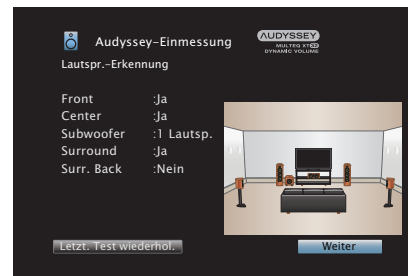 Audyssey-Einmessung
AUDYSSEY
MULTEQ XT32
DYNAMIC VOLUME
Lautspr.-Erkennung
Front :Ja
Center :Ja
Subwoofer :1 Lautsp.
Surround :Ja
Surr. Back :Nein
Letzt. Test wiederhol.
Weiter